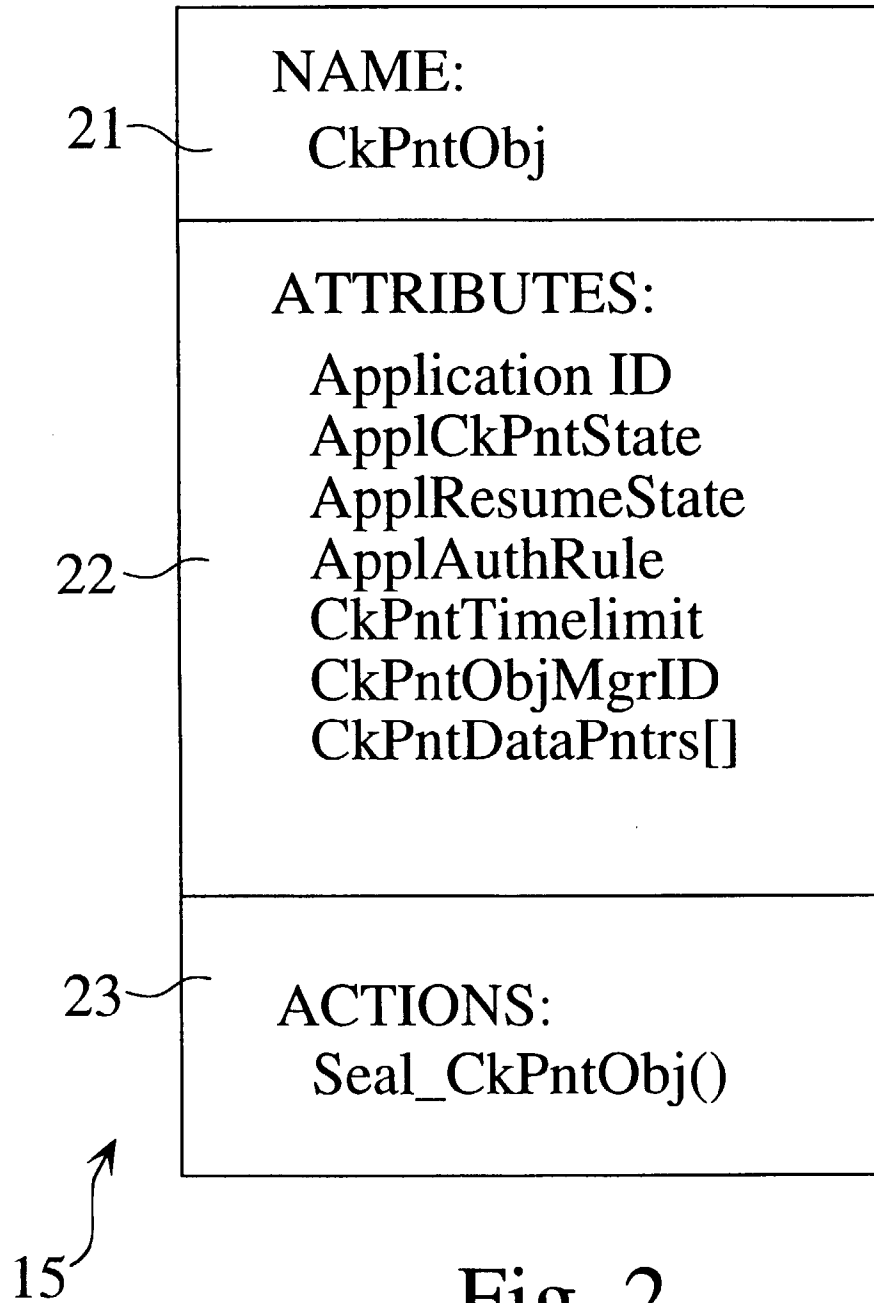 NAME:
21
CkPntObj
ATTRIBUTES:
Application ID
ApplCkPntState
ApplResumeState
22
ApplAuthRule
CkPntTimelimit
CkPntObjMgrID
CkPntDataPntrs[]
23
ACTIONS:
Seal_CkPntObj()
15
Fig. 2